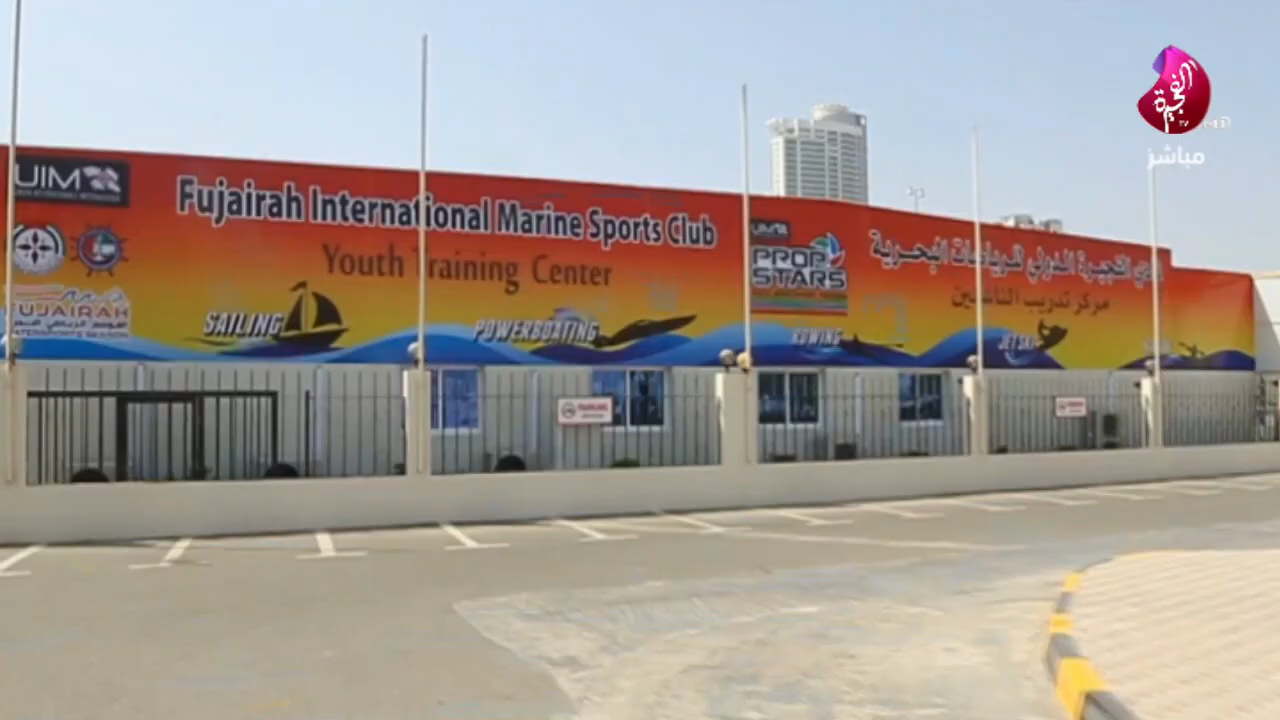 الفجيرة
مباشر
UIM
Fujairah International Marine Sports Club
Youth Training Center
SAILING
POWERBOATING
FUJAIRAH
UIM
PROP
STARS
نادي الفجيرة الدولي للرياضات البحرية
مركز تدريب الناشئين
ROWING
JET SKI
PARKING